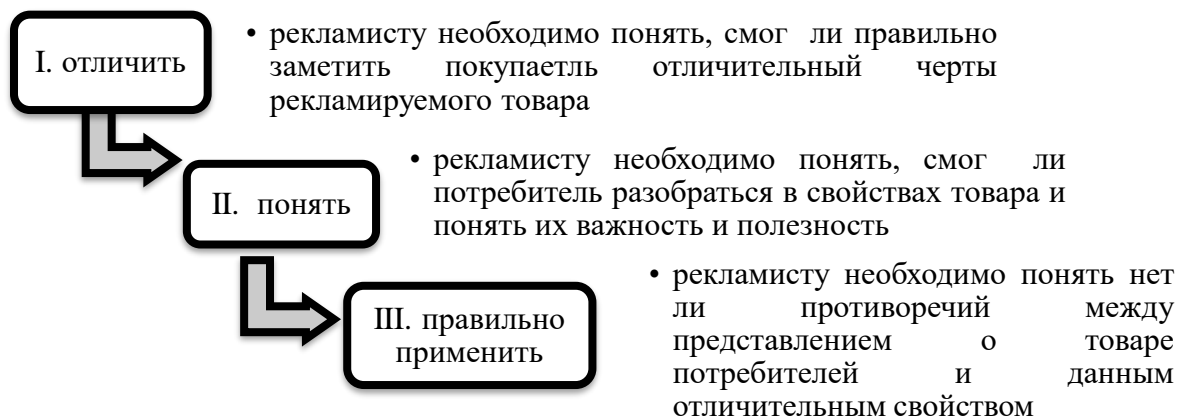 I. отличить
• рекламисту необходимо понять, смог ли правильно
заметить покупаетль отличительный черты
рекламируемого товара
II. понять
• рекламисту необходимо понять, смог ли
потребитель разобраться в свойствах товара и
понять их важность и полезность
III. правильно
применить
• рекламисту необходимо понять нет
ли противоречий между
представлением о товаре
потребителей и данным
отличительным свойством